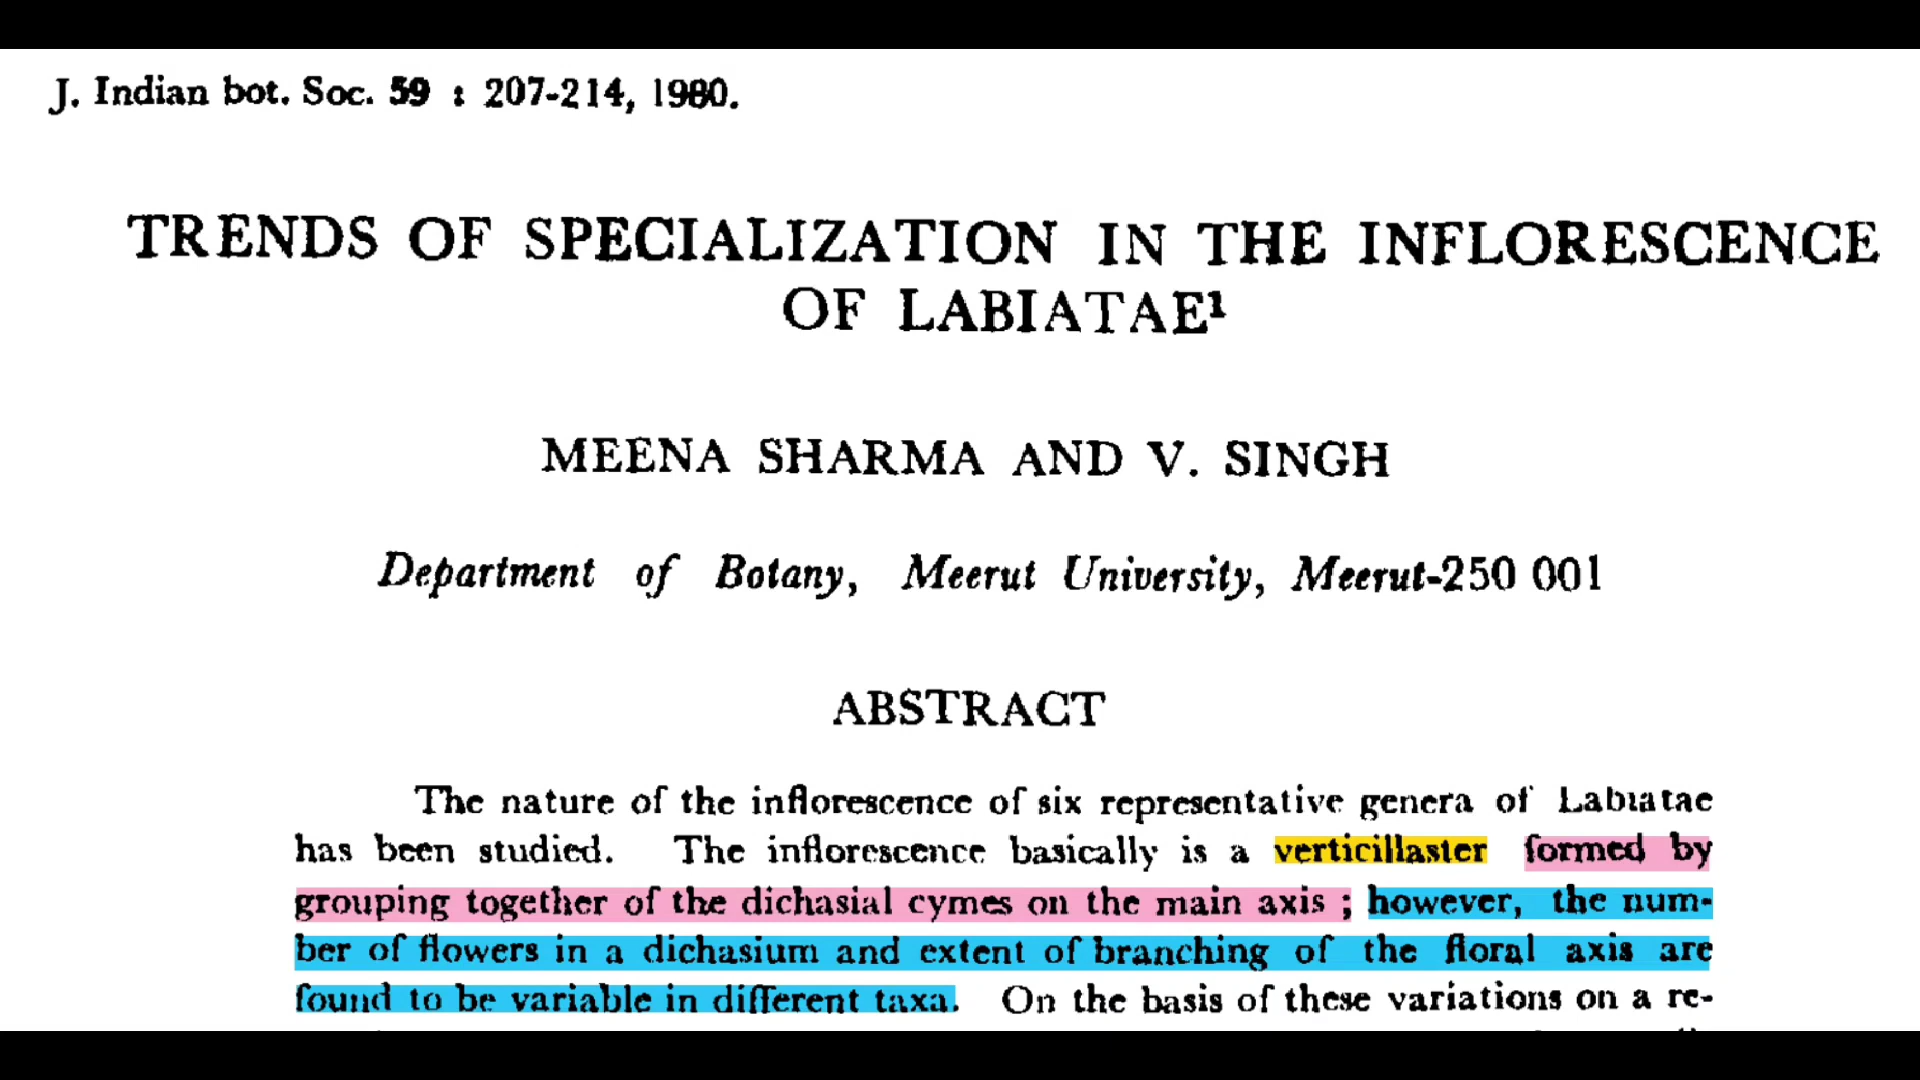 J. Indian bot. Soc. 59 : 207-214, 1980.
TRENDS OF SPECIALIZATION IN THE INFLORESCENCE
OF LABIATAE¹
MEENA SHARMA AND V. SINGH
Department of Botany, Meerut University, Meerut-250 001
ABSTRACT
The nature of the inflorescence of six representative genera of Labiatae
has been studied. The inflorescence basically is a verticillaster formed by
grouping together of the dichasial cymes on the main axis ; however, the num-
ber of flowers in a dichasium and extent of branching of the floral axis are
found to be variable in different taxa. On the basis of these variations on a re-